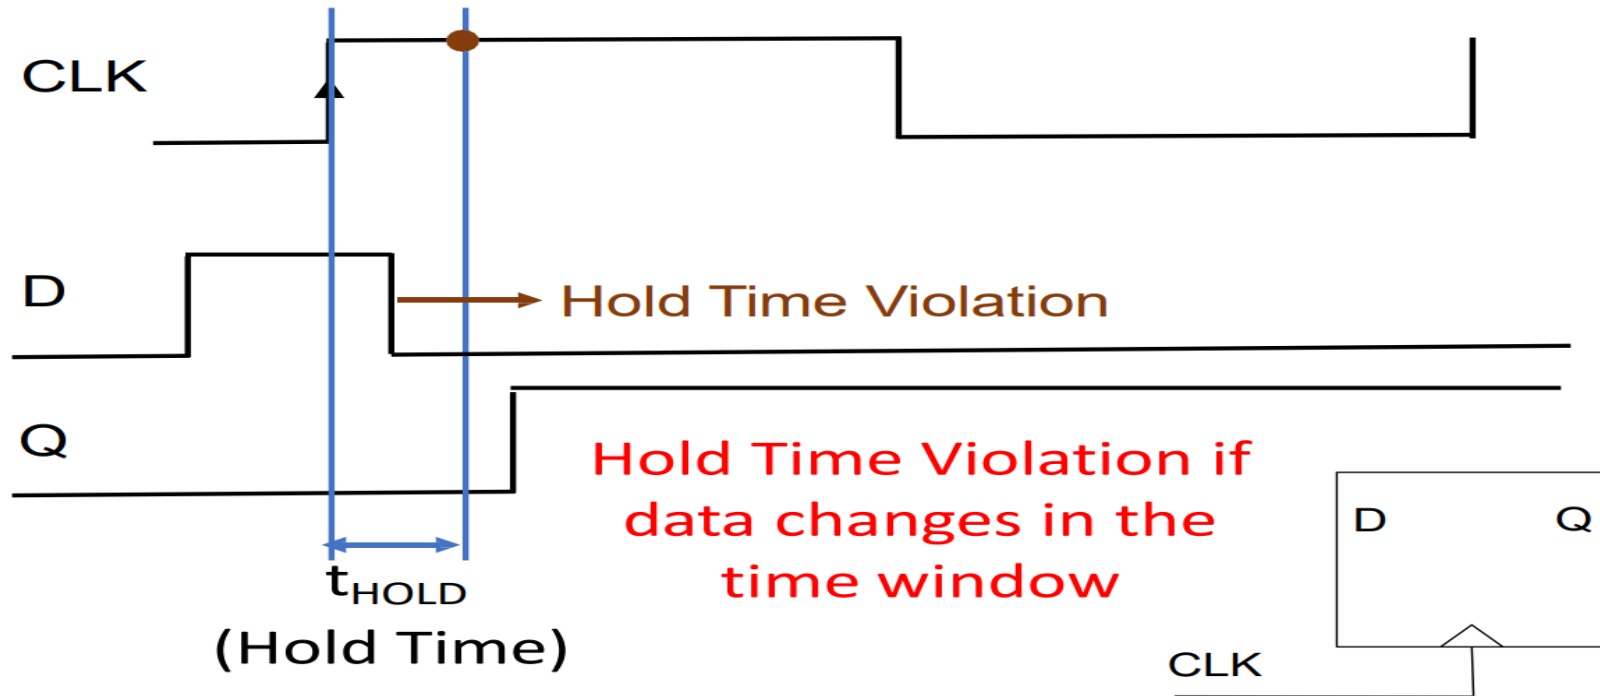 CLK
D
Hold Time Violation
Q
Hold Time Violation if
data changes in the
time window
D
Q
tHOLD
(Hold Time)
CLK